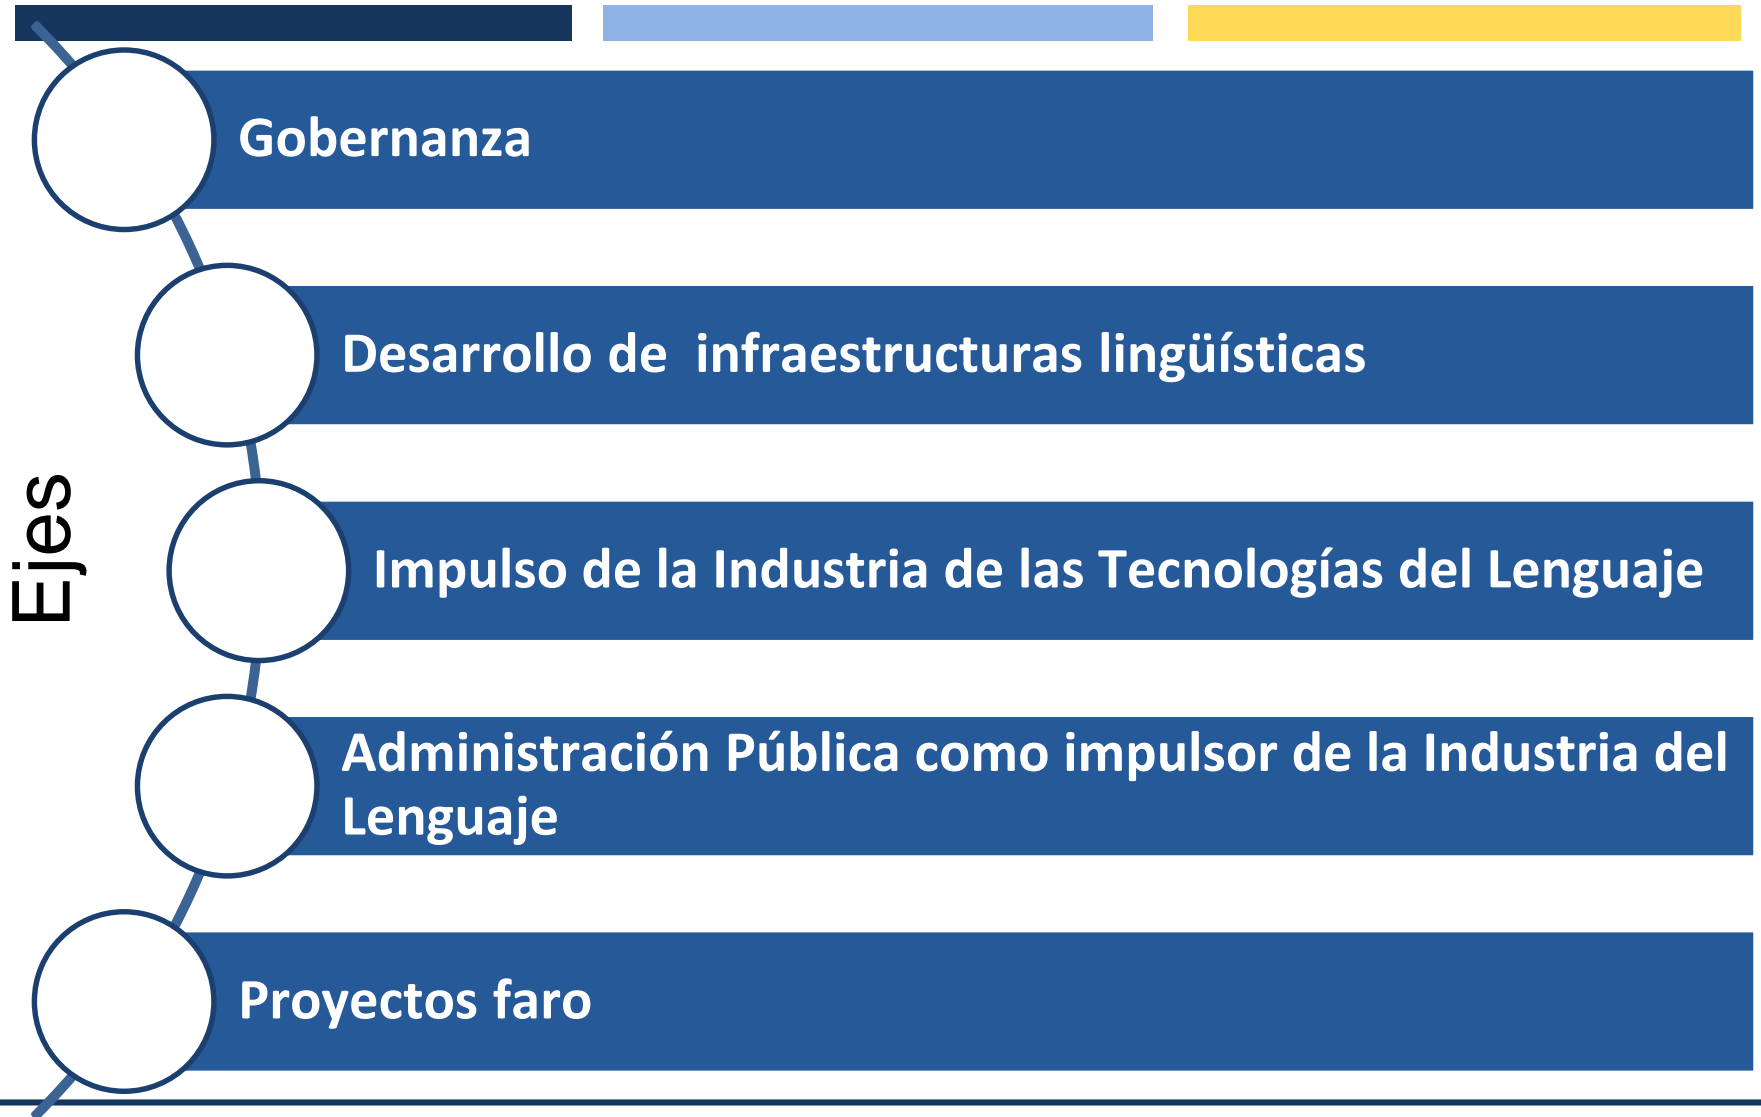 Ejes
Gobernanza
Desarrollo de  infraestructuras lingüísticas
Impulso de la Industria de las Tecnologías del Lenguaje
Administración Pública como impulsor de la Industria del
Lenguaje
Proyectos faro